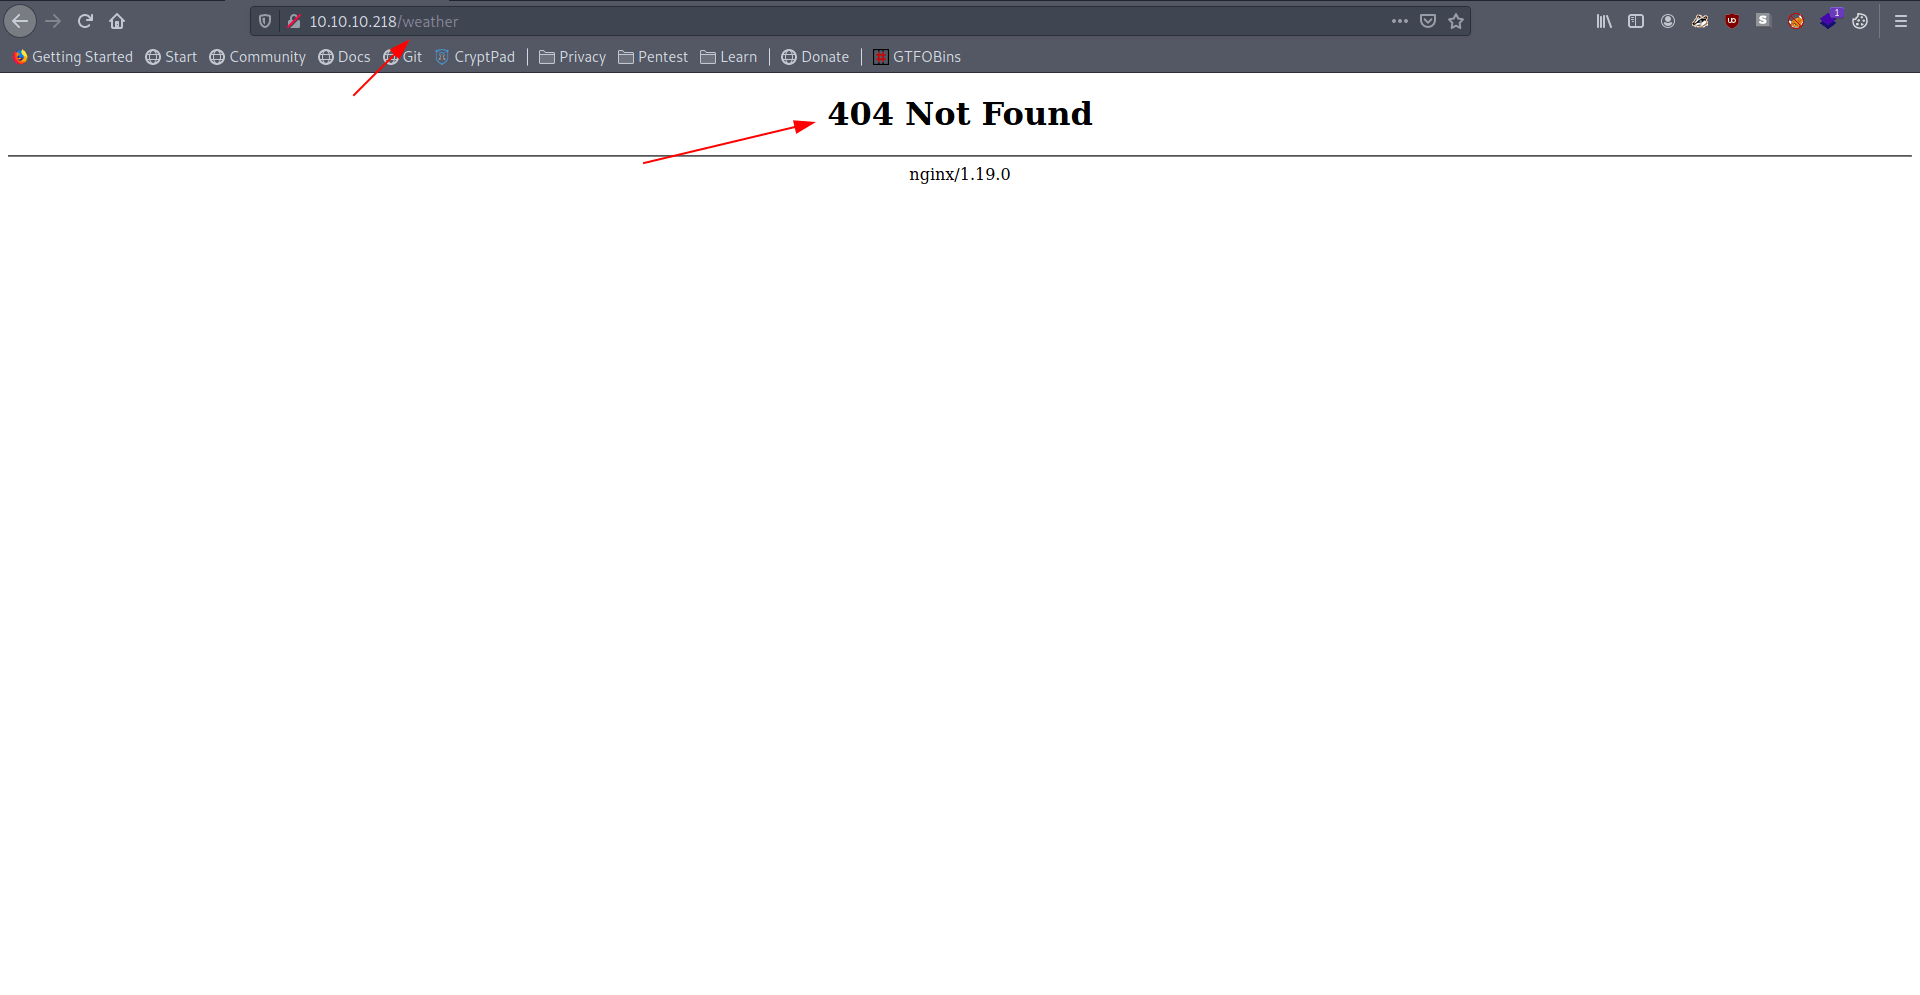 10.10.10.218/weather
1
Getting Started Start Community Docs Git CryptPad Privacy Pentest Learn Donate GTFOBins
404 Not Found
nginx/1.19.0